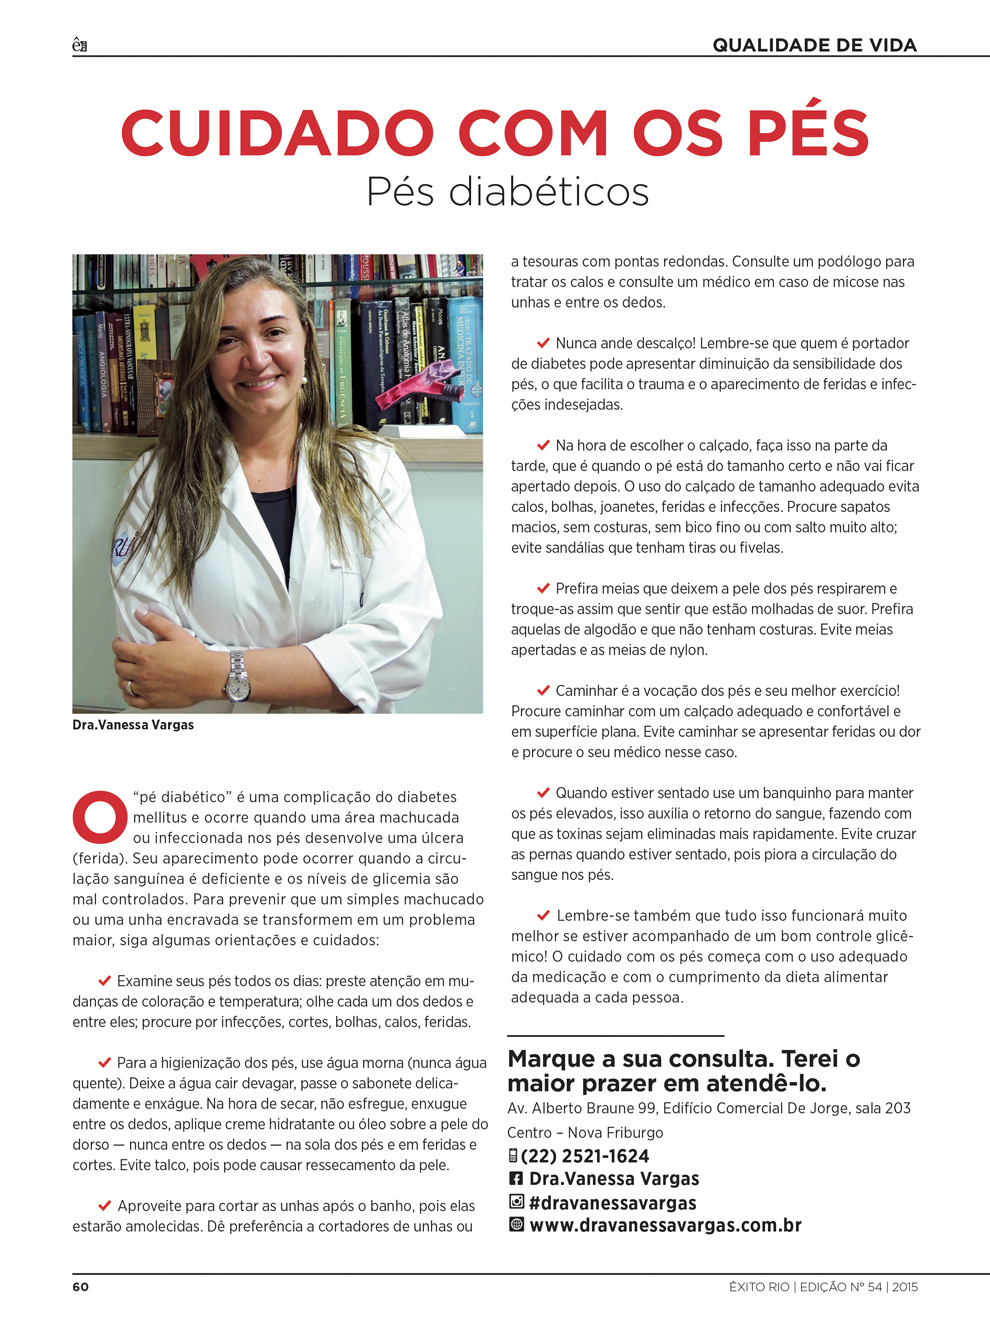 QUALIDADE DE VIDA
CUIDADO COM OS PÉS
Pés diabéticos
Dra.Vanessa Vargas
O “pé diabético” é uma complicação do diabetes
mellitus e ocorre quando uma área machucada
ou infeccionada nos pés desenvolve uma úlcera
(ferida). Seu aparecimento pode ocorrer quando a circu-
lação sanguínea é deficiente e os níveis de glicemia são
mal controlados. Para prevenir que um simples machucado
ou uma unha encravada se transformem em um problema
maior, siga algumas orientações e cuidados:
✓ Examine seus pés todos os dias: preste atenção em mu-
danças de coloração e temperatura; olhe cada um dos dedos e
entre eles; procure por infecções, cortes, bolhas, calos, feridas.
✓ Para a higienização dos pés, use água morna (nunca água
quente). Deixe a água cair devagar, passe o sabonete delica-
damente e enxágue. Na hora de secar, não esfregue, enxugue
entre os dedos, aplique creme hidratante ou óleo sobre a pele do
dorso — nunca entre os dedos — na sola dos pés e em feridas e
cortes. Evite talco, pois pode causar ressecamento da pele.
✓ Aproveite para cortar as unhas após o banho, pois elas
estarão amolecidas. Dê preferência a cortadores de unhas ou
a tesouras com pontas redondas. Consulte um podólogo para
tratar os calos e consulte um médico em caso de micose nas
unhas e entre os dedos.
✓ Nunca ande descalço! Lembre-se que quem é portador
de diabetes pode apresentar diminuição da sensibilidade dos
pés, o que facilita o trauma e o aparecimento de feridas e infec-
ções indesejadas.
✓ Na hora de escolher o calçado, faça isso na parte da
tarde, que é quando o pé está do tamanho certo e não vai ficar
apertado depois. O uso do calçado de tamanho adequado evita
calos, bolhas, joanetes, feridas e infecções. Procure sapatos
macios, sem costuras, sem bico fino ou com salto muito alto;
evite sandálias que tenham tiras ou fivelas.
✓ Prefira meias que deixem a pele dos pés respirarem e
troque-as assim que sentir que estão molhadas de suor. Prefira
aquelas de algodão e que não tenham costuras. Evite meias
apertadas e as meias de nylon.
✓ Caminhar é a vocação dos pés e seu melhor exercício!
Procure caminhar com um calçado adequado e confortável e
em superfície plana. Evite caminhar se apresentar feridas ou dor
e procure o seu médico nesse caso.
✓ Quando estiver sentado use um banquinho para manter
os pés elevados, isso auxilia o retorno do sangue, fazendo com
que as toxinas sejam eliminadas mais rapidamente. Evite cruzar
as pernas quando estiver sentado, pois piora a circulação do
sangue nos pés.
✓ Lembre-se também que tudo isso funcionará muito
melhor se estiver acompanhado de um bom controle glicê-
mico! O cuidado com os pés começa com o uso adequado
da medicação e com o cumprimento da dieta alimentar
adequada a cada pessoa.
Marque a sua consulta. Terei o
maior prazer em atendê-lo.
Av. Alberto Braune 99, Edifício Comercial De Jorge, sala 203
Centro – Nova Friburgo
(22) 2521-1624
Dra.Vanessa Vargas
#dravanessavargas
www.dravanessavargas.com.br
60
ÊXITO RIO | EDIÇÃO Nº 54 | 2015